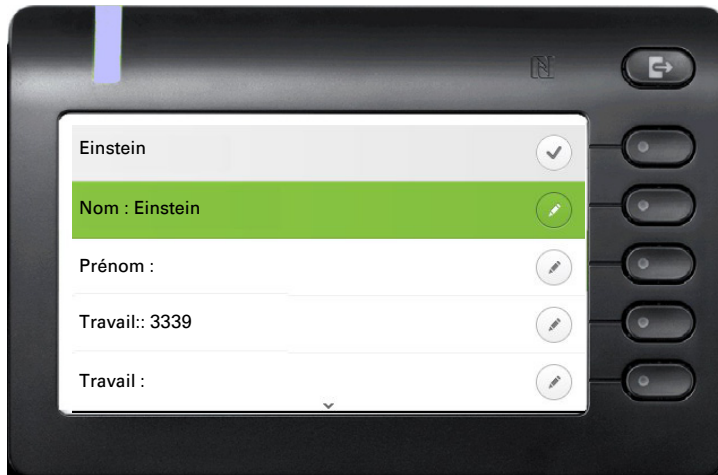 Einstein
Nom : Einstein
Prénom :
Travail:: 3339
Travail :